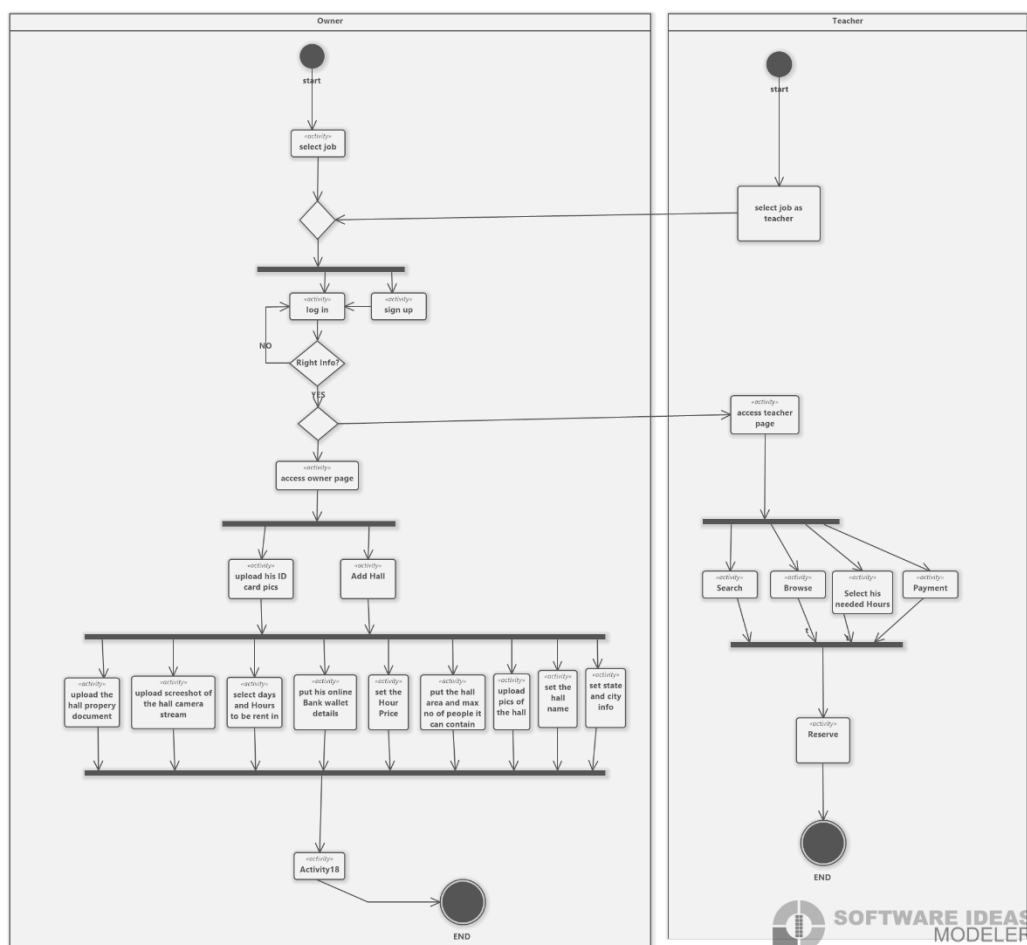 Owner
Teacher
start
start
«activity»
select job
select job as
teacher
«activity»
log in
«activity»
sign up
NO
Right Info?
YES
«activity»
access teacher
page
«activity»
access owner page
«activity»
upload his ID
card pics
«activity»
Add Hall
«activity»
Search
«activity»
Browse
«activity»
Select his
needed Hours
«activity»
Payment
«activity»
upload the
hall propery
document
«activity»
upload screeshot of
the hall camera
stream
«activity»
select days
and Hours
to be rent in
«activity»
put his online
Bank wallet
details
«activity»
set the
Hour
Price
«activity»
put the hall
area and max
no of people it
can contain
«activity»
upload
pics of
the hall
«activity»
set the
hall
name
«activity»
set state
and city
info
«activity»
Reserve
«activity»
Activity18
END
END
SOFTWARE IDEAS
MODELER